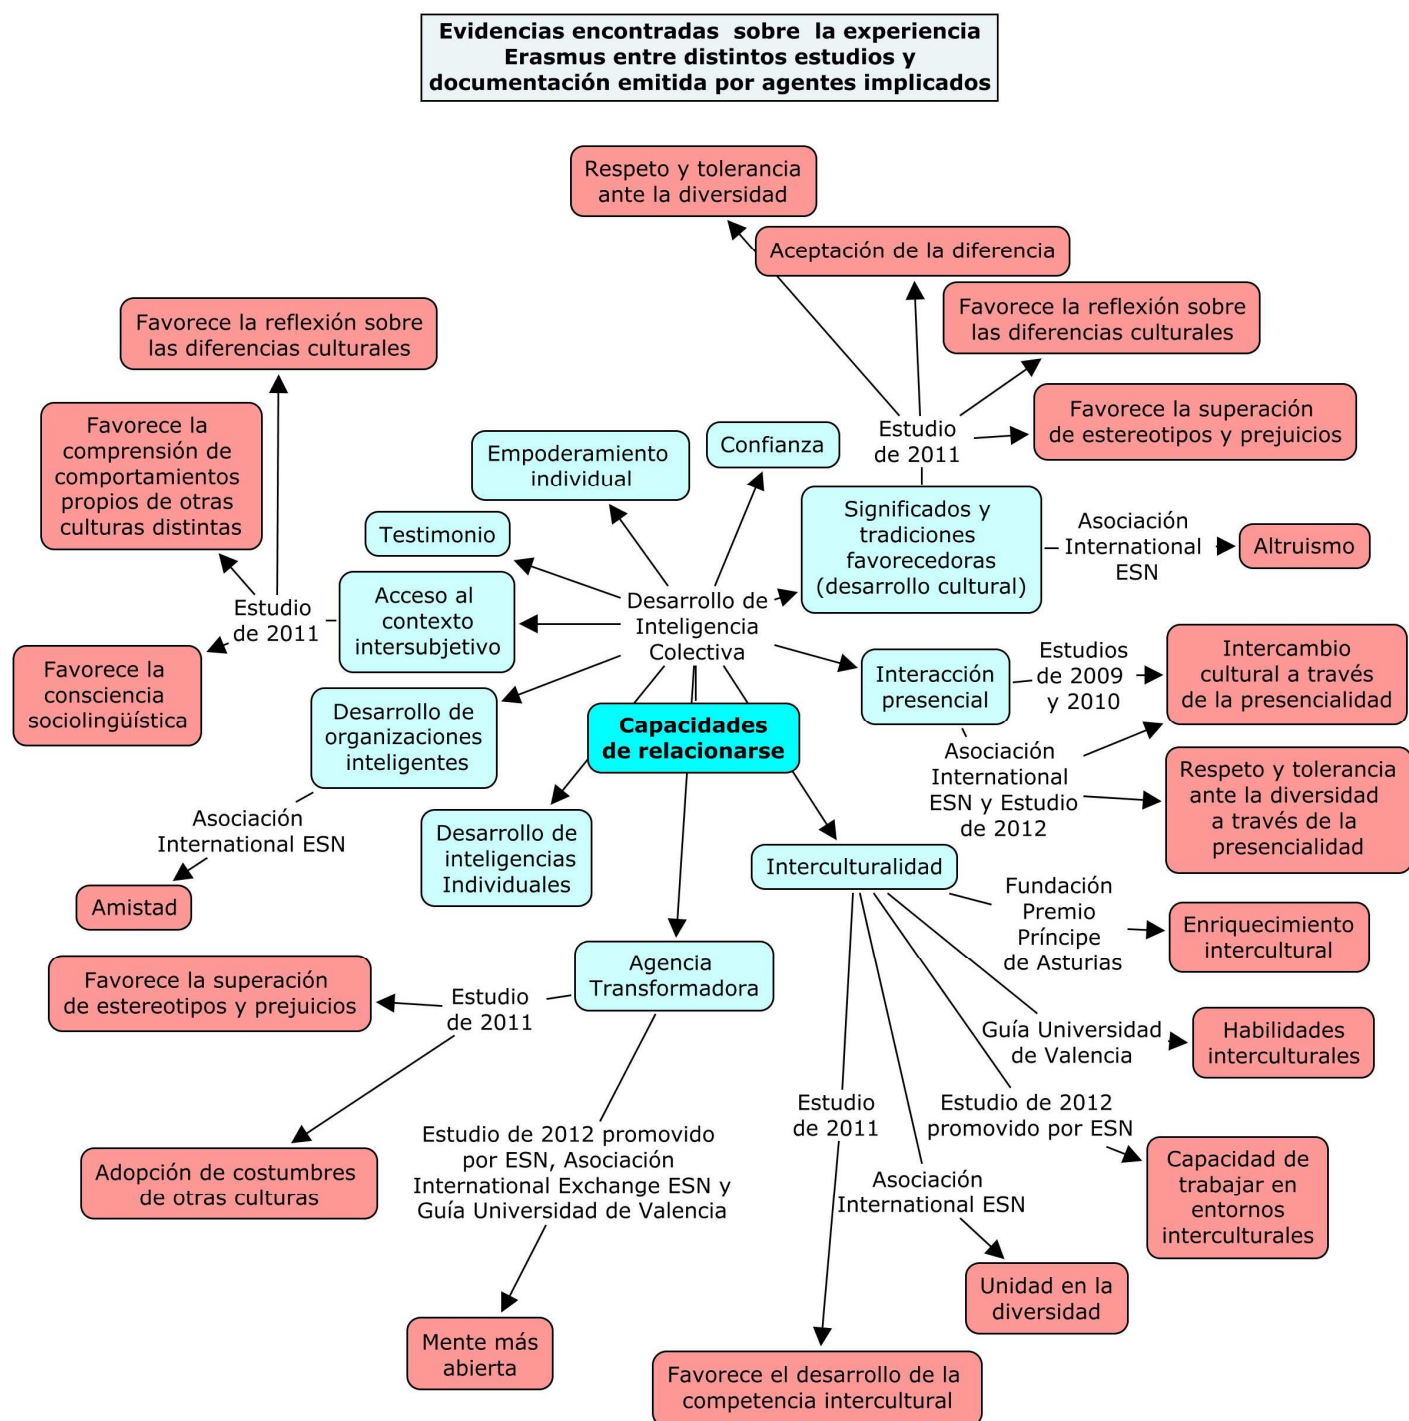 Evidencias encontradas sobre la experiencia
Erasmus entre distintos estudios y
documentación emitida por agentes implicados
Respeto y tolerancia
ante la diversidad
Aceptación de la diferencia
Favorece la reflexión sobre
las diferencias culturales
Favorece la reflexión sobre
las diferencias culturales
Favorece la superación
de estereotipos y prejuicios
Estudio
de 2011
Favorece la
comprensión de
comportamientos
propios de otras
culturas distintas
Empoderamiento
individual
Confianza
Testimonio
Significados y
tradiciones
favorecedoras
(desarrollo cultural)
Asociación
International
ESN
Altruismo
Estudio
de 2011
Acceso al
contexto
intersubjetivo
Desarrollo de
Inteligencia
Colectiva
Favorece la
consciencia
sociolingüística
Interacción
presencial
Estudios
de 2009
y 2010
Intercambio
cultural a través
de la presencialidad
Desarrollo de
organizaciones
inteligentes
Capacidades
de relacionarse
Asociación
International
ESN y Estudio
de 2012
Respeto y tolerancia
ante la diversidad
a través de la
presencialidad
Asociación
International ESN
Amistad
Desarrollo de
inteligencias
Individuales
Interculturalidad
Fundación
Premio
Príncipe
de Asturias
Enriquecimiento
intercultural
Favorece la superación
de estereotipos y prejuicios
Estudio
de 2011
Agencia
Transformadora
Guía Universidad
de Valencia
Habilidades
interculturales
Estudio
de 2011
Estudio de 2012
promovido por ESN
Adopción de costumbres
de otras culturas
Estudio de 2012 promovido
por ESN, Asociación
International Exchange ESN y
Guía Universidad de Valencia
Asociación
International ESN
Capacidad de
trabajar en
entornos
interculturales
Unidad en la
diversidad
Mente más
abierta
Favorece el desarrollo de la
competencia intercultural